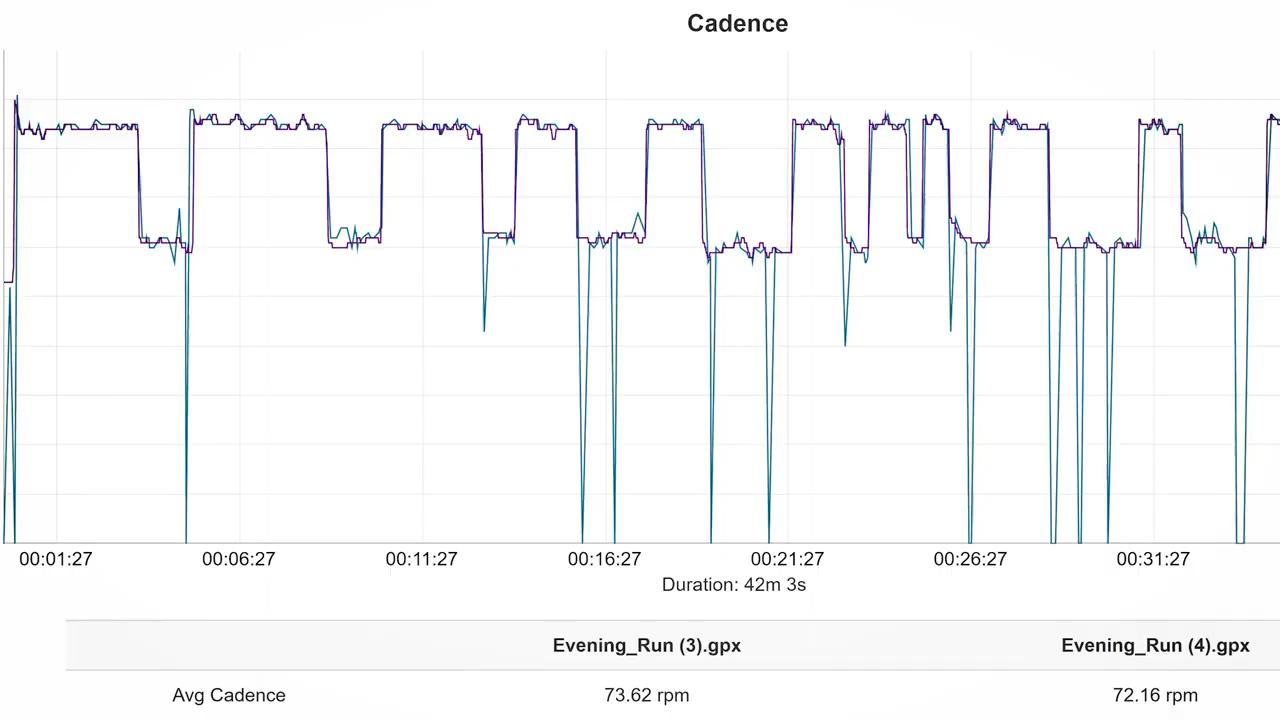 Cadence
00:01:27 00:06:27 00:11:27 00:16:27 00:21:27 00:26:27 00:31:27
Duration: 42m 3s
Evening_Run (3).gpx Evening_Run (4).gpx
Avg Cadence 73.62 rpm 72.16 rpm